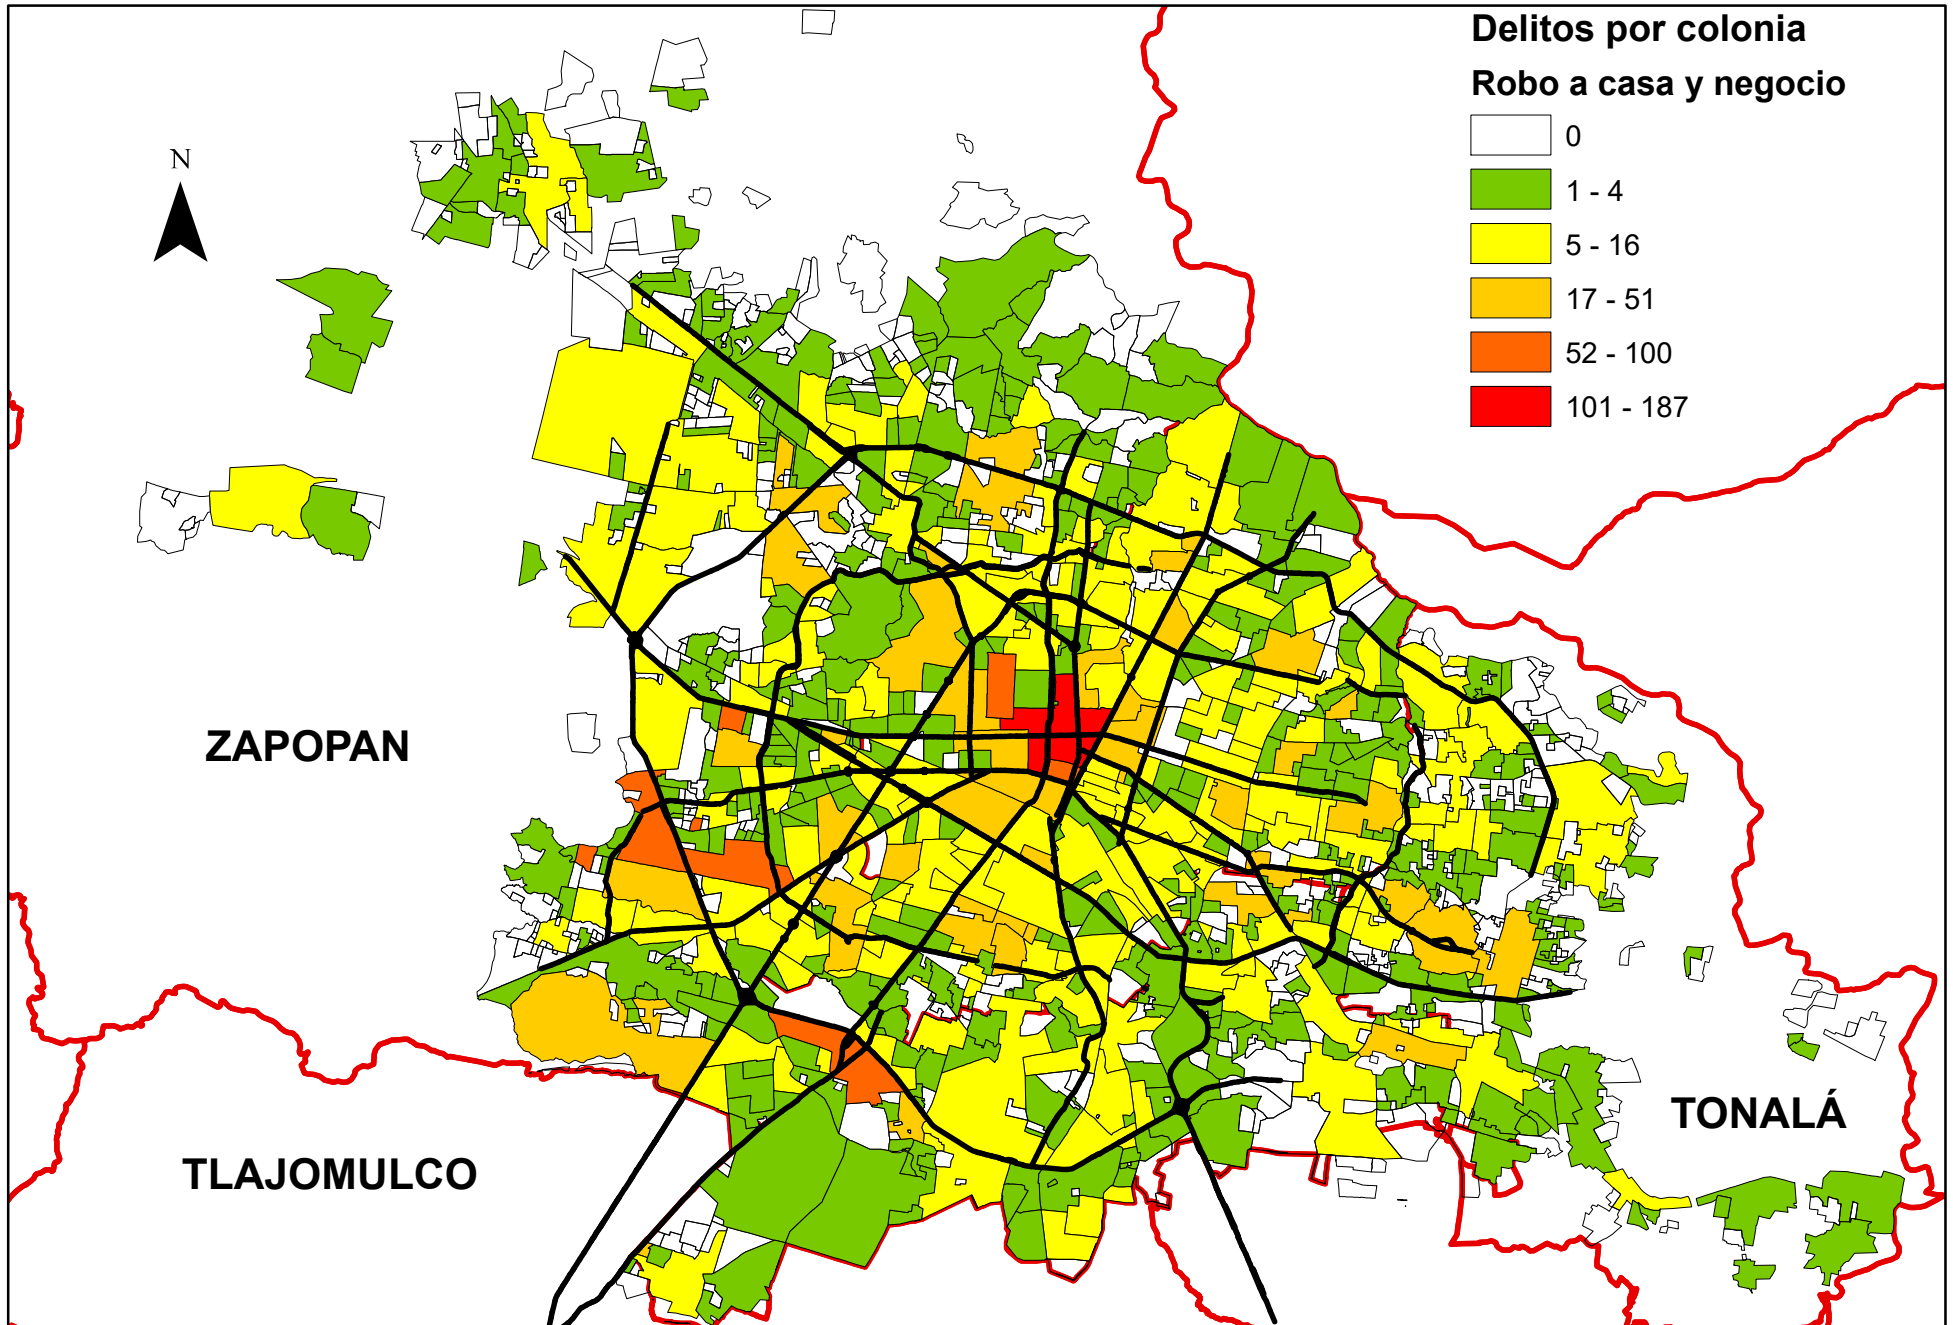 Delitos por colonia
Robo a casa y negocio
0
1 - 4
5 - 16
17 - 51
52 - 100
101 - 187
N
ZAPOPAN
TONALÁ
TLAJOMULCO